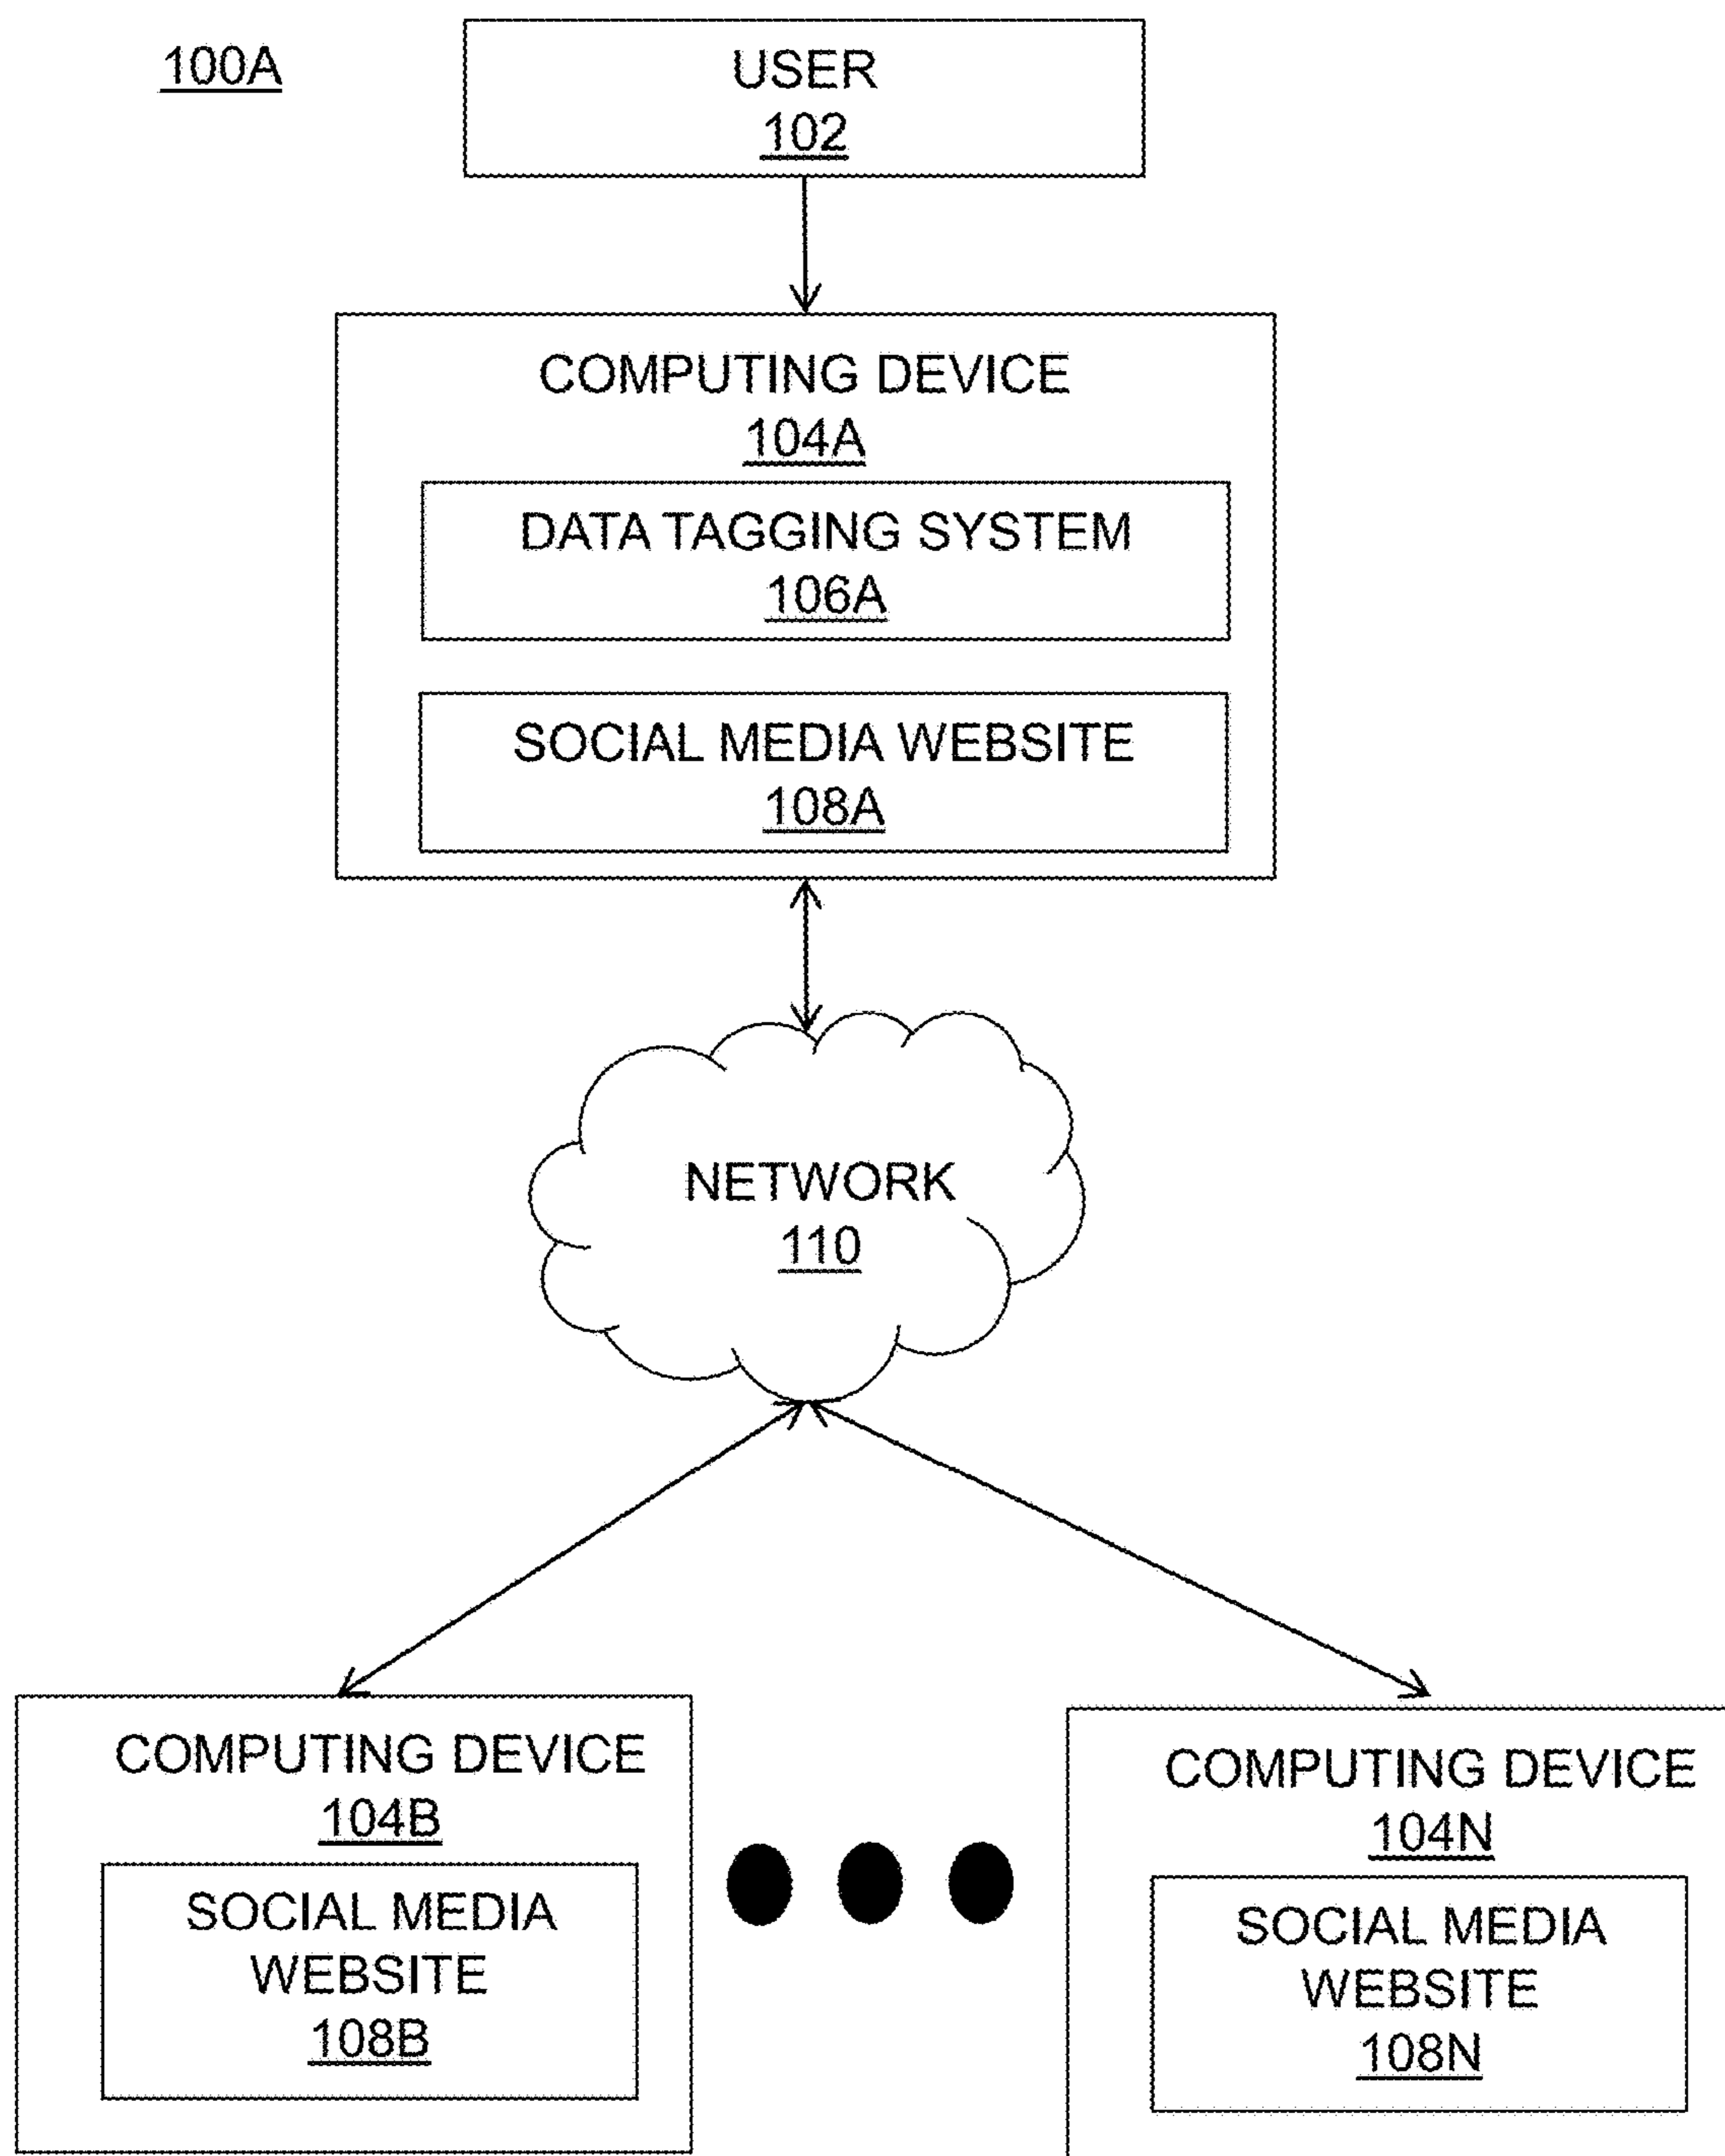 100A
USER
102
COMPUTING DEVICE
104A
DATA TAGGING SYSTEM
106A
SOCIAL MEDIA WEBSITE
108A
NETWORK
110
COMPUTING DEVICE
104B
SOCIAL MEDIA
WEBSITE
108B
COMPUTING DEVICE
104N
SOCIAL MEDIA
WEBSITE
108N